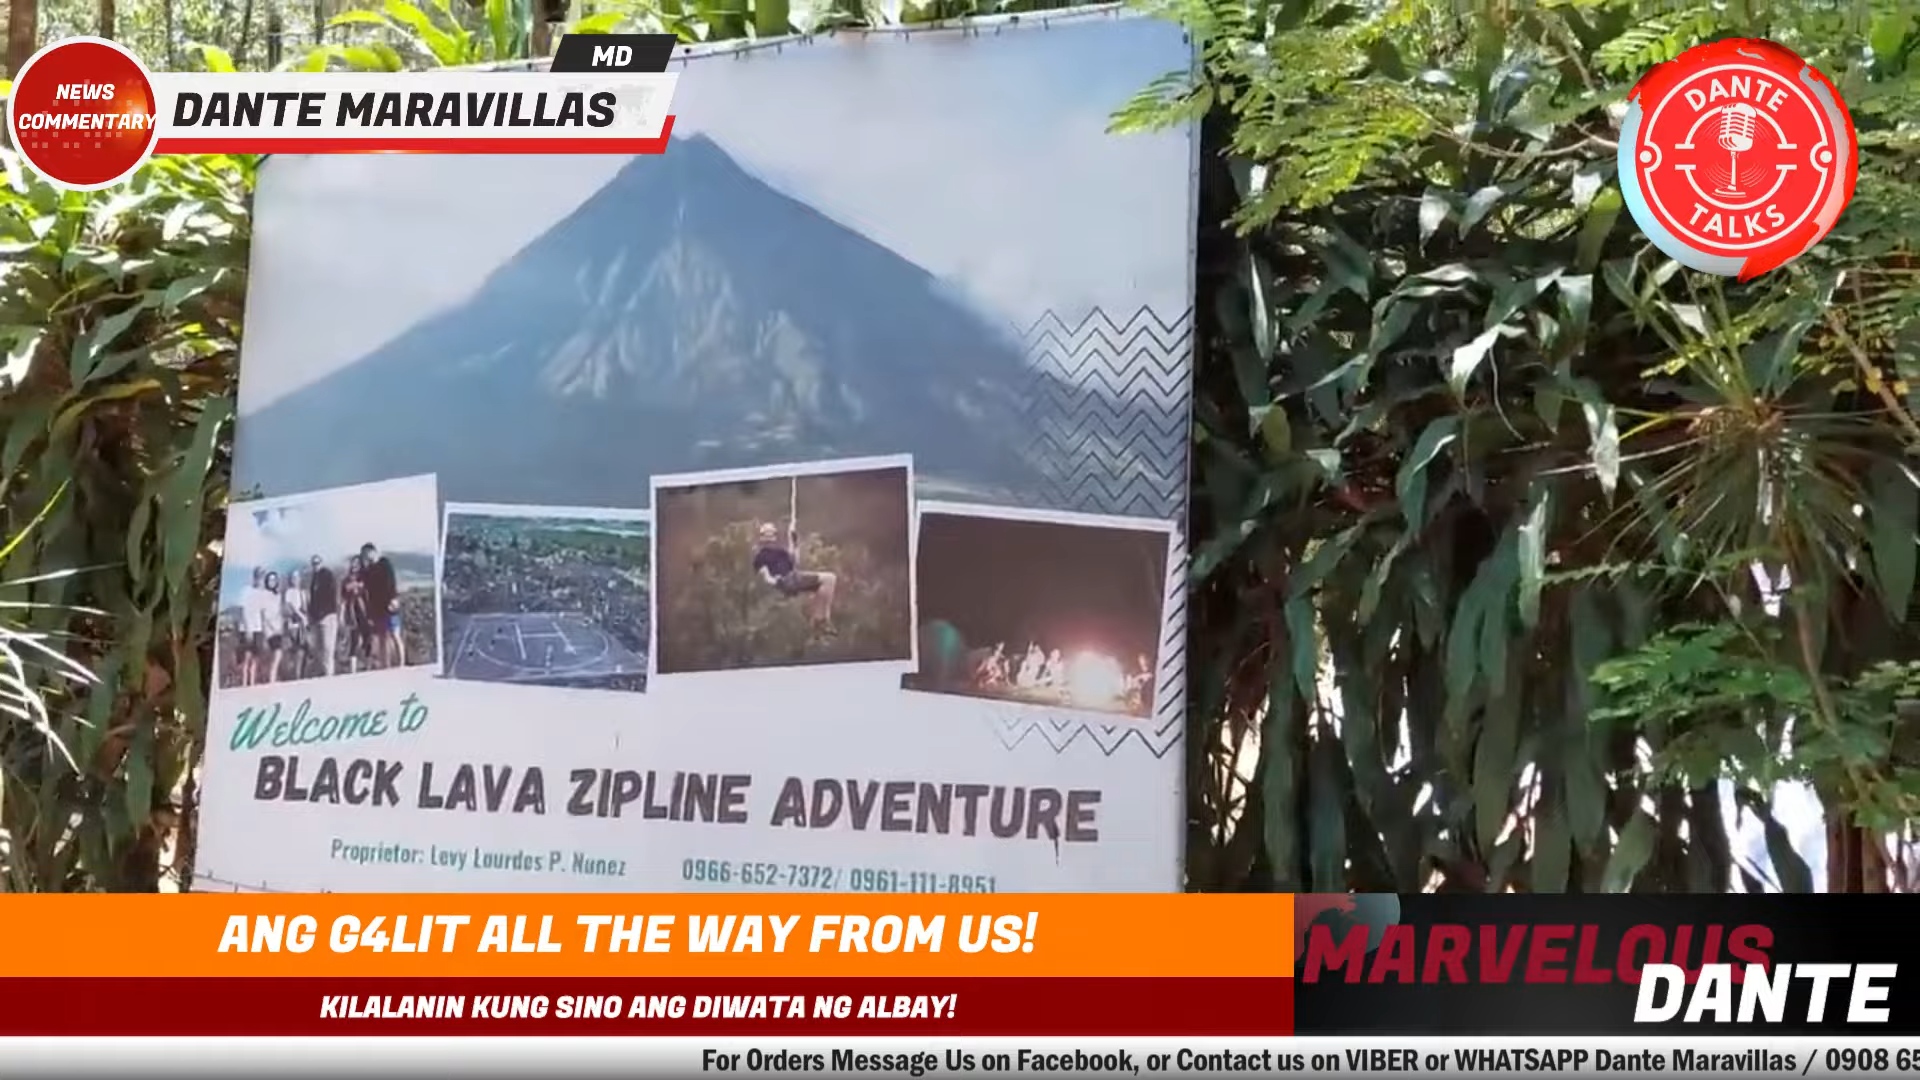 MD
NEWS
COMMENTARY
DANTE MARAVILLAS
DANTE
TALKS
Welcome to
BLACK LAVA ZIPLINE ADVENTURE
Proprietor: Levy Lourdes P. Nunez
0966-652-7372/ 0961-111-8951
ANG G4LIT ALL THE WAY FROM US!
KILALANIN KUNG SINO ANG DIWATA NG ALBAY!
MARVELOUS
DANTE
For Orders Message Us on Facebook, or Contact us on VIBER or WHATSAPP Dante Maravillas / 0908 65